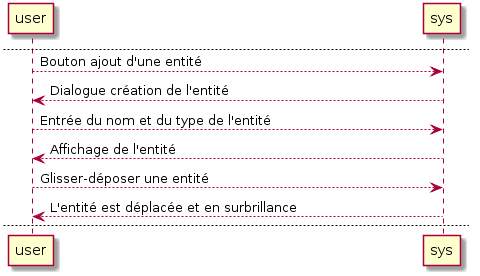 user sys
Bouton ajout d'une entité
Dialogue création de l'entité
Entrée du nom et du type de l'entité
Affichage de l'entité
Glisser-déposer une entité
L'entité est déplacée et en surbrillance
user sys